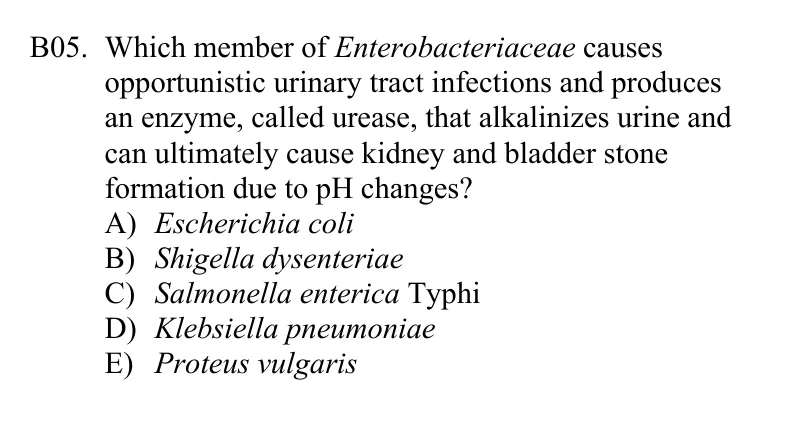 B05. Which member of Enterobacteriaceae causes
opportunistic urinary tract infections and produces
an enzyme, called urease, that alkalinizes urine and
can ultimately cause kidney and bladder stone
formation due to pH changes?
A) Escherichia coli
B) Shigella dysenteriae
C) Salmonella enterica Typhi
D) Klebsiella pneumoniae
E) Proteus vulgaris